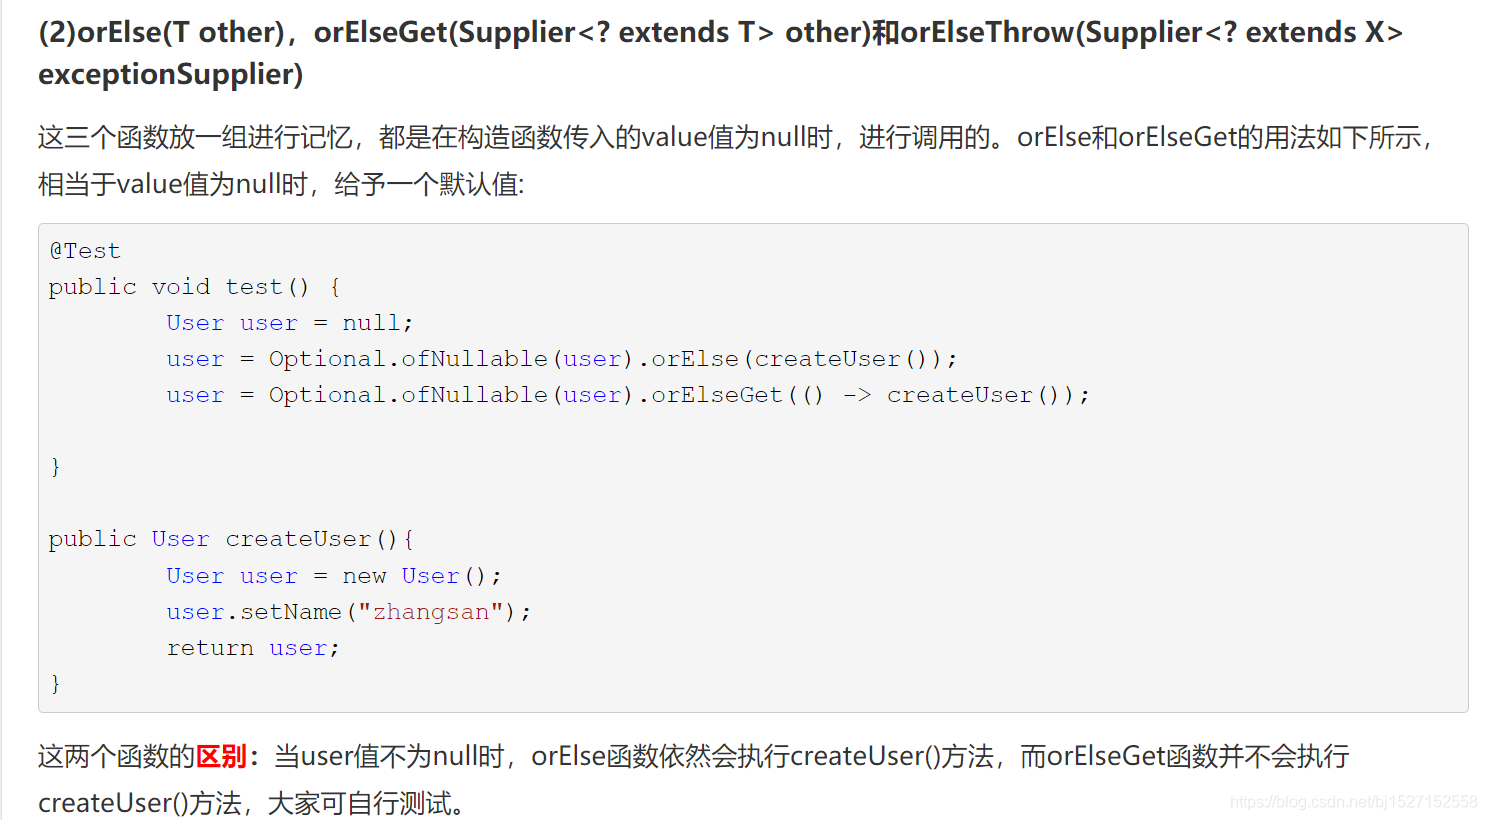 (2)orElse(T other)，orElseGet(Supplier<? extends T> other)和orElseThrow(Supplier<? extends X>
exceptionSupplier)
这三个函数放一组进行记忆，都是在构造函数传入的value值为null时，进行调用的。orElse和orElseGet的用法如下所示，
相当于value值为null时，给予一个默认值:
@Test
public void test() {
        User user = null;
        user = Optional.ofNullable(user).orElse(createUser());
        user = Optional.ofNullable(user).orElseGet(() -> createUser());
}
public User createUser(){
        User user = new User();
        user.setName("zhangsan");
        return user;
}
这两个函数的区别：当user值不为null时，orElse函数依然会执行createUser()方法，而orElseGet函数并不会执行
createUser()方法，大家可自行测试。
https://blog.csdn.net/bj1527152558